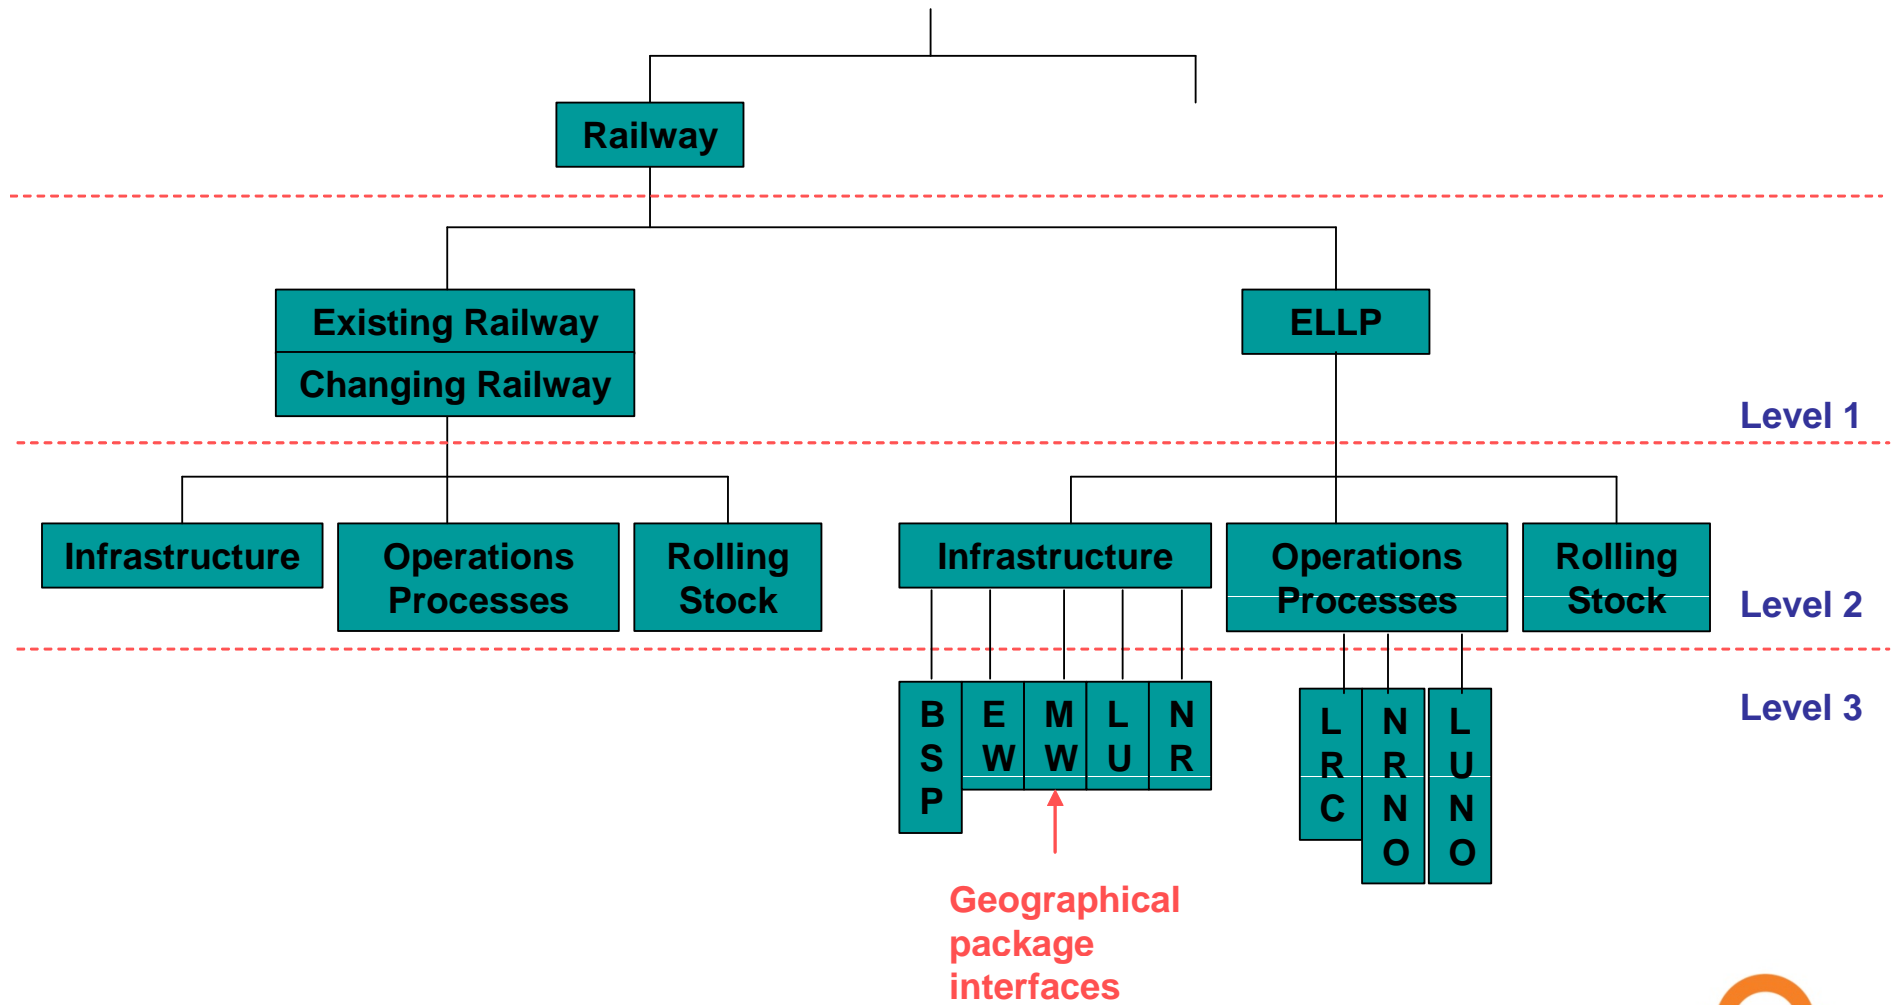 Railway
Existing Railway
ELLP
Changing Railway
Level 1
Infrastructure
Operations
Processes
Rolling
Stock
Infrastructure
Operations
Processes
Rolling
Stock
Level 2
Level 3
B
S
P
E
W
M
W
L
U
N
R
L
R
C
N
R
N
O
L
U
N
O
Geographical
package
interfaces